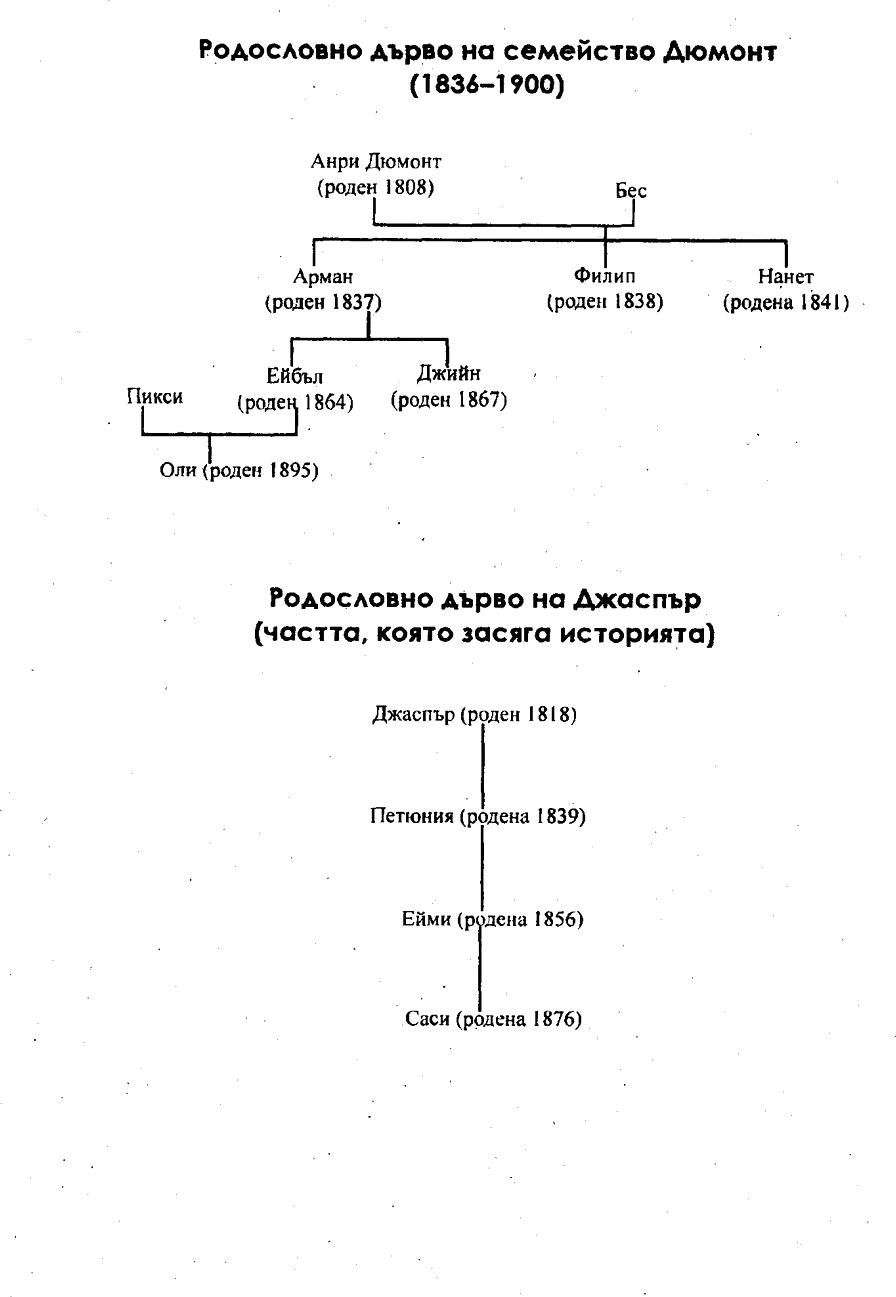 Родословно дърво на семейство Дюмонт
(1836–1900)
Анри Дюмонт
(роден 1808)
Бес
Арман
(роден 1837)
Филип
(роден 1838)
Нанет
(родена 1841)
Пикси
Ейбъл
(роден 1864)
Джийн
(роден 1867)
Оли (роден 1895)
Родословно дърво на Джаспър
(частта, която засяга историята)
Джаспър (роден 1818)
Петюния (родена 1839)
Ейми (родена 1856)
Саси (родена 1876)